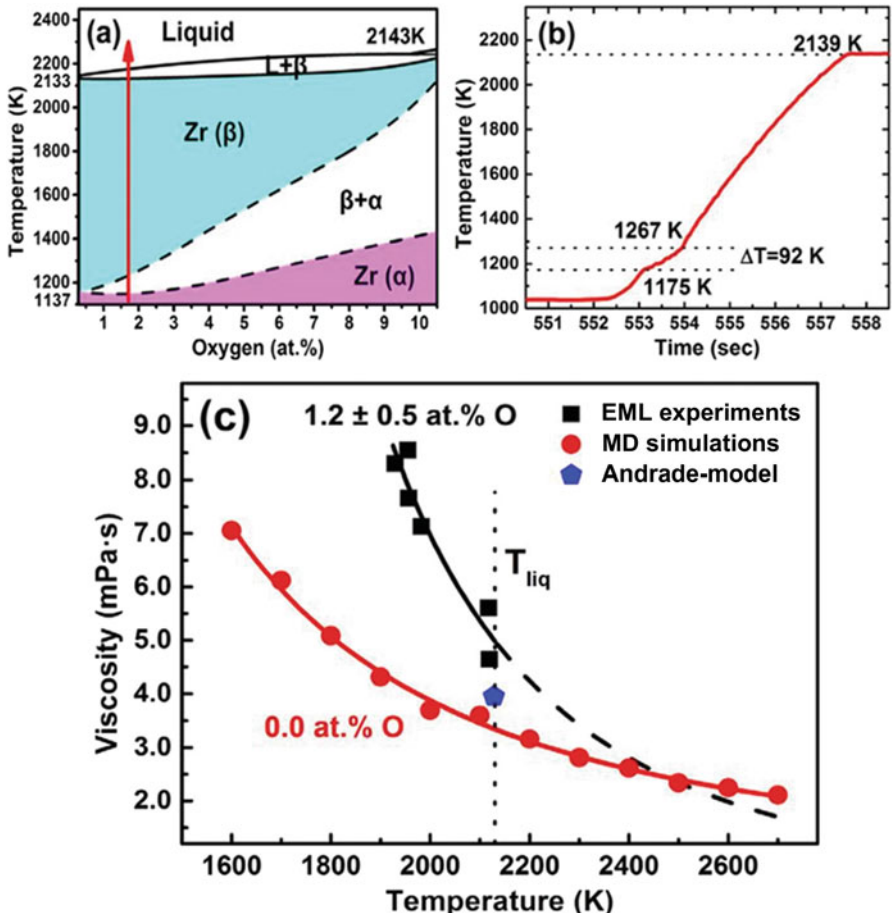 (a)
Liquid
2143K
L+β
Zr (β)
β+α
Zr (α)
2400
2200
2133
2000
1800
1600
1400
1200
1137
Temperature (K)
1 2 3 4 5 6 7 8 9 10
Oxygen (at.%)
(b)
2139 K
1267 K
ΔT=92 K
1175 K
2200
2000
1800
1600
1400
1200
1000
Temperature (K)
551 552 553 554 555 556 557 558
Time (sec)
(c)
1.2 ± 0.5 at.% O
EML experiments
MD simulations
Andrade-model
Tliq
0.0 at.% O
9.0
8.0
7.0
6.0
5.0
4.0
3.0
2.0
Viscosity (mPa·s)
1600 1800 2000 2200 2400 2600
Temperature (K)